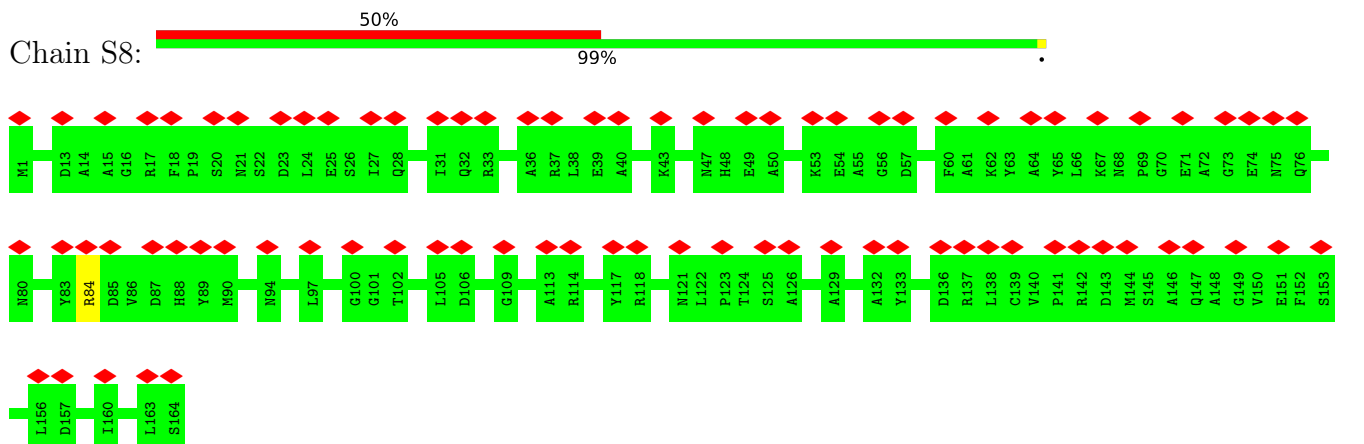 50%
Chain S8:
99%
.
M1 D13 A14 A15 G16 R17 F18 P19 S20 N21 S22 D23 L24 E25 S26 I27 Q28 I31 Q32 R33 A36 R37 L38 E39 A40 K43 N47 H48 E49 A50 K53 E54 A55 G56 D57 F60 A61 K62 Y63 A64 Y65 L66 K67 N68 P69 G70 E71 A72 G73 E74 N75 Q76
N80 Y83 R84 D85 V86 D87 H88 Y89 M90 N94 L97 G100 G101 T102 L105 D106 G109 A113 R114 Y117 R118 N121 L122 P123 T124 S125 A126 A129 A132 Y133 D136 R137 L138 C139 V140 P141 R142 D143 M144 S145 A146 Q147 A148 G149 V150 E151 F152 S153
L156 D157 I160 L163 S164